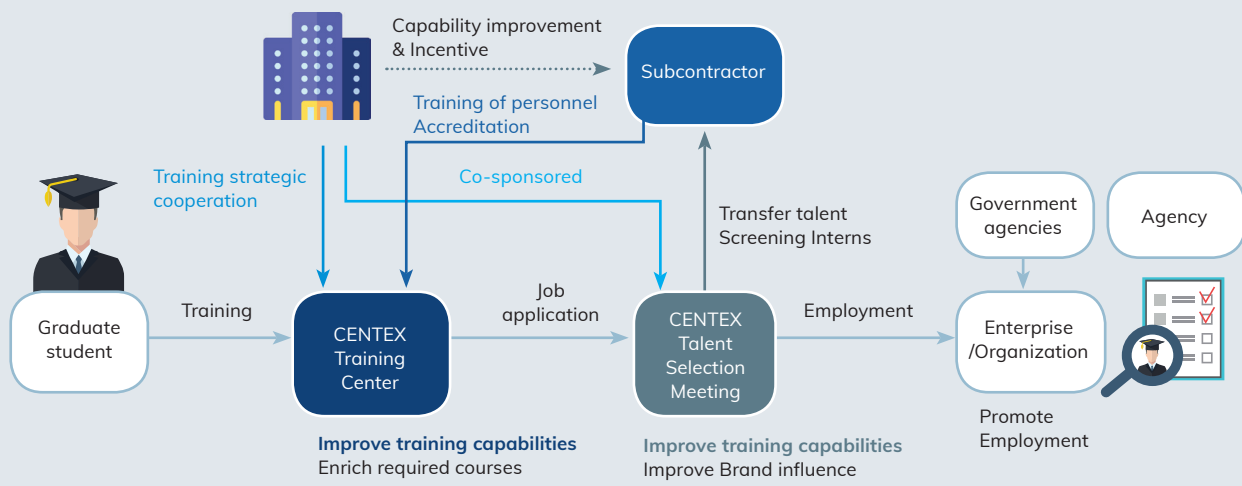 Capability improvement
& Incentive
Subcontractor
Training of personnel
Accreditation
Training strategic
cooperation
Co-sponsored
Transfer talent
Screening Interns
Government
agencies
Agency
Graduate
student
Training
CENTEX
Training
Center
Job
application
CENTEX
Talent
Selection
Meeting
Employment
Enterprise
/Organization
Improve training capabilities
Enrich required courses
Improve training capabilities
Improve Brand influence
Promote
Employment